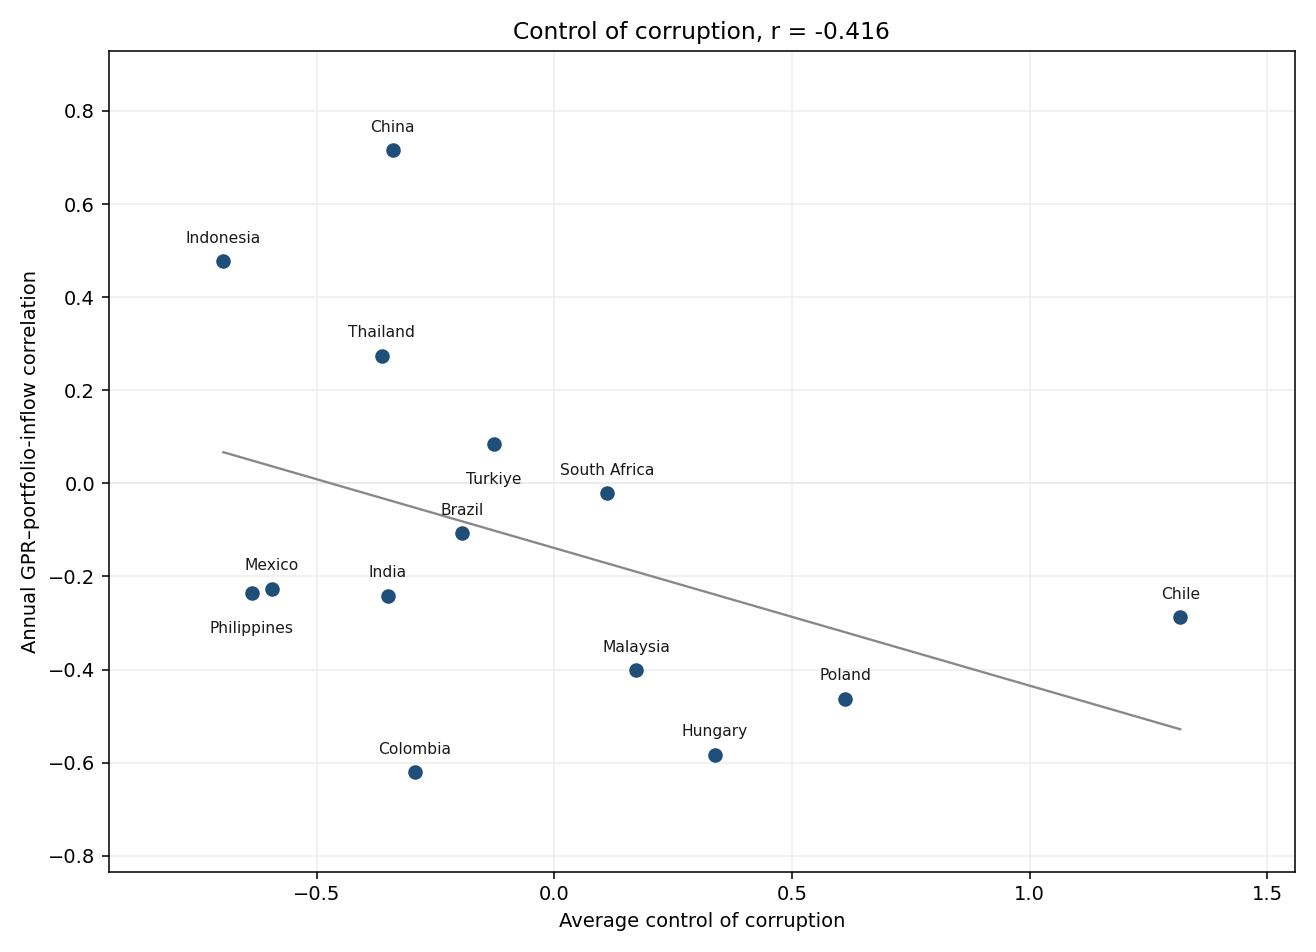 Control of corruption, r = -0.416
Annual GPR–portfolio-inflow correlation
0.8
0.6
0.4
0.2
0.0
−0.2
−0.4
−0.6
−0.8
China
Indonesia
Thailand
Turkiye
South Africa
Brazil
Mexico
India
Philippines
Chile
Malaysia
Poland
Hungary
Colombia
−0.5
0.0
0.5
1.0
1.5
Average control of corruption